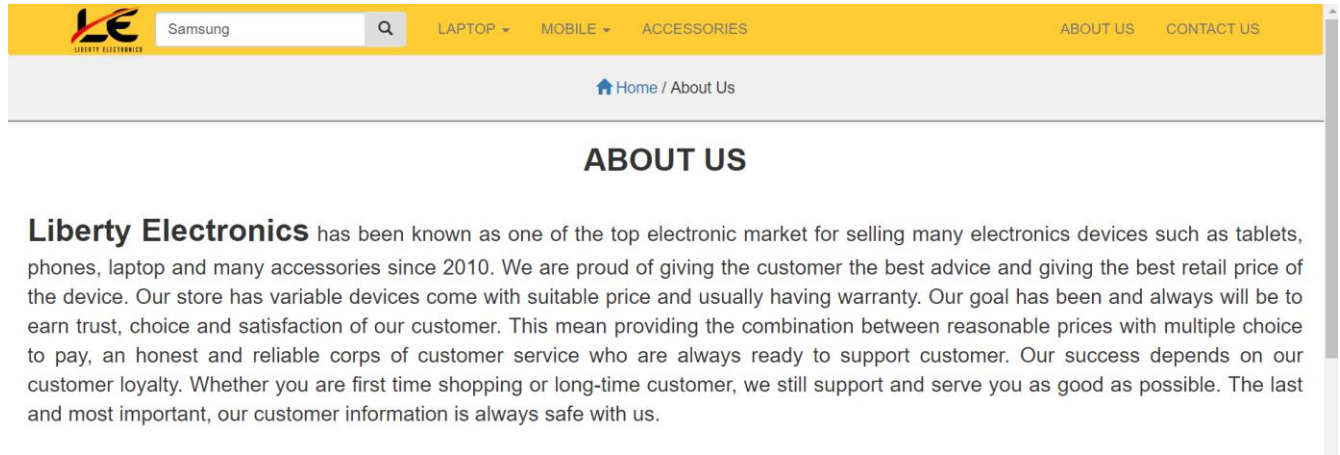 LE
LIBERTY ELECTRONICS
Samsung
LAPTOP
MOBILE
ACCESSORIES
ABOUT US
CONTACT US
Home / About Us
ABOUT US
Liberty Electronics has been known as one of the top electronic market for selling many electronics devices such as tablets,
phones, laptop and many accessories since 2010. We are proud of giving the customer the best advice and giving the best retail price of
the device. Our store has variable devices come with suitable price and usually having warranty. Our goal has been and always will be to
earn trust, choice and satisfaction of our customer. This mean providing the combination between reasonable prices with multiple choice
to pay, an honest and reliable corps of customer service who are always ready to support customer. Our success depends on our
customer loyalty. Whether you are first time shopping or long-time customer, we still support and serve you as good as possible. The last
and most important, our customer information is always safe with us.